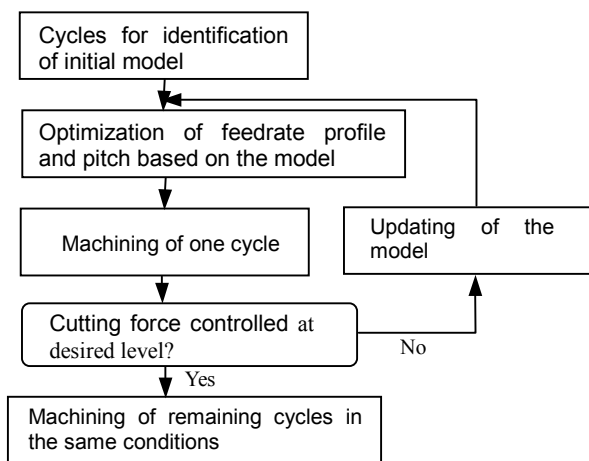 Cycles for identification
of initial model
Optimization of feedrate profile
and pitch based on the model
Machining of one cycle
Updating of the
model
Cutting force controlled at
desired level?
No
Yes
Machining of remaining cycles in
the same conditions